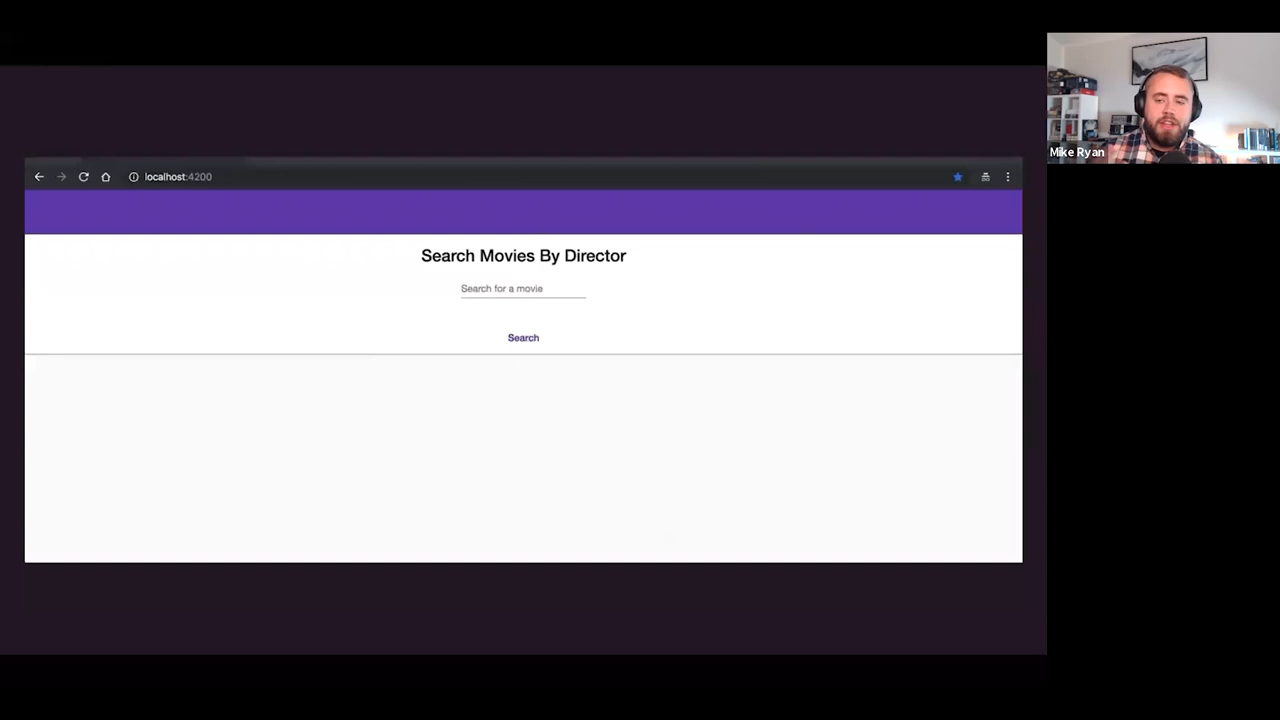 localhost:4200
Search Movies By Director
Search for a movie
Search
Mike Ryan